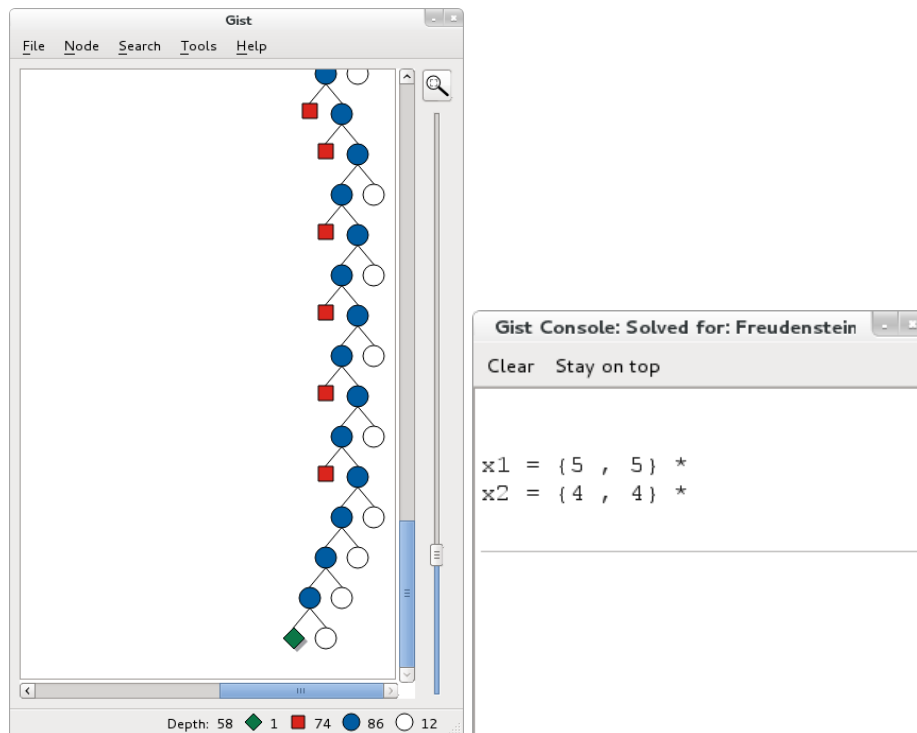 Gist
File Node Search Tools Help
Depth: 58 1 74 86 12
Gist Console: Solved for: Freudenstein
Clear Stay on top
x1 = {5 , 5} *
x2 = {4 , 4} *